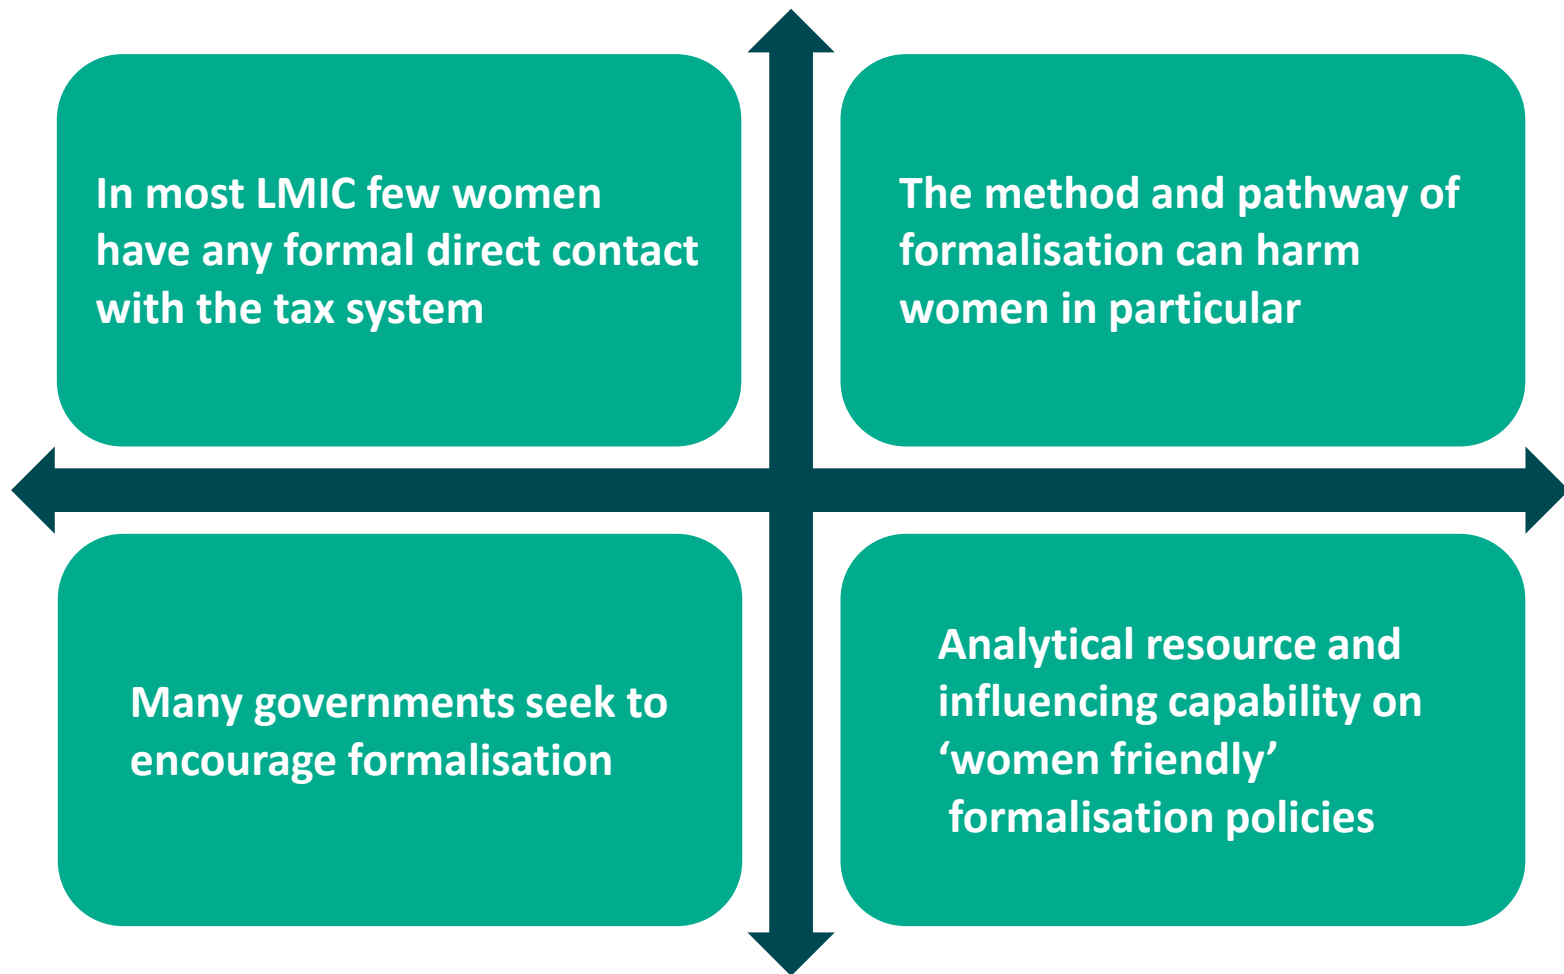 In most LMIC few women
have any formal direct contact
with the tax system
The method and pathway of
formalisation can harm
women in particular
Many governments seek to
encourage formalisation
Analytical resource and
influencing capability on
‘women friendly’
formalisation policies